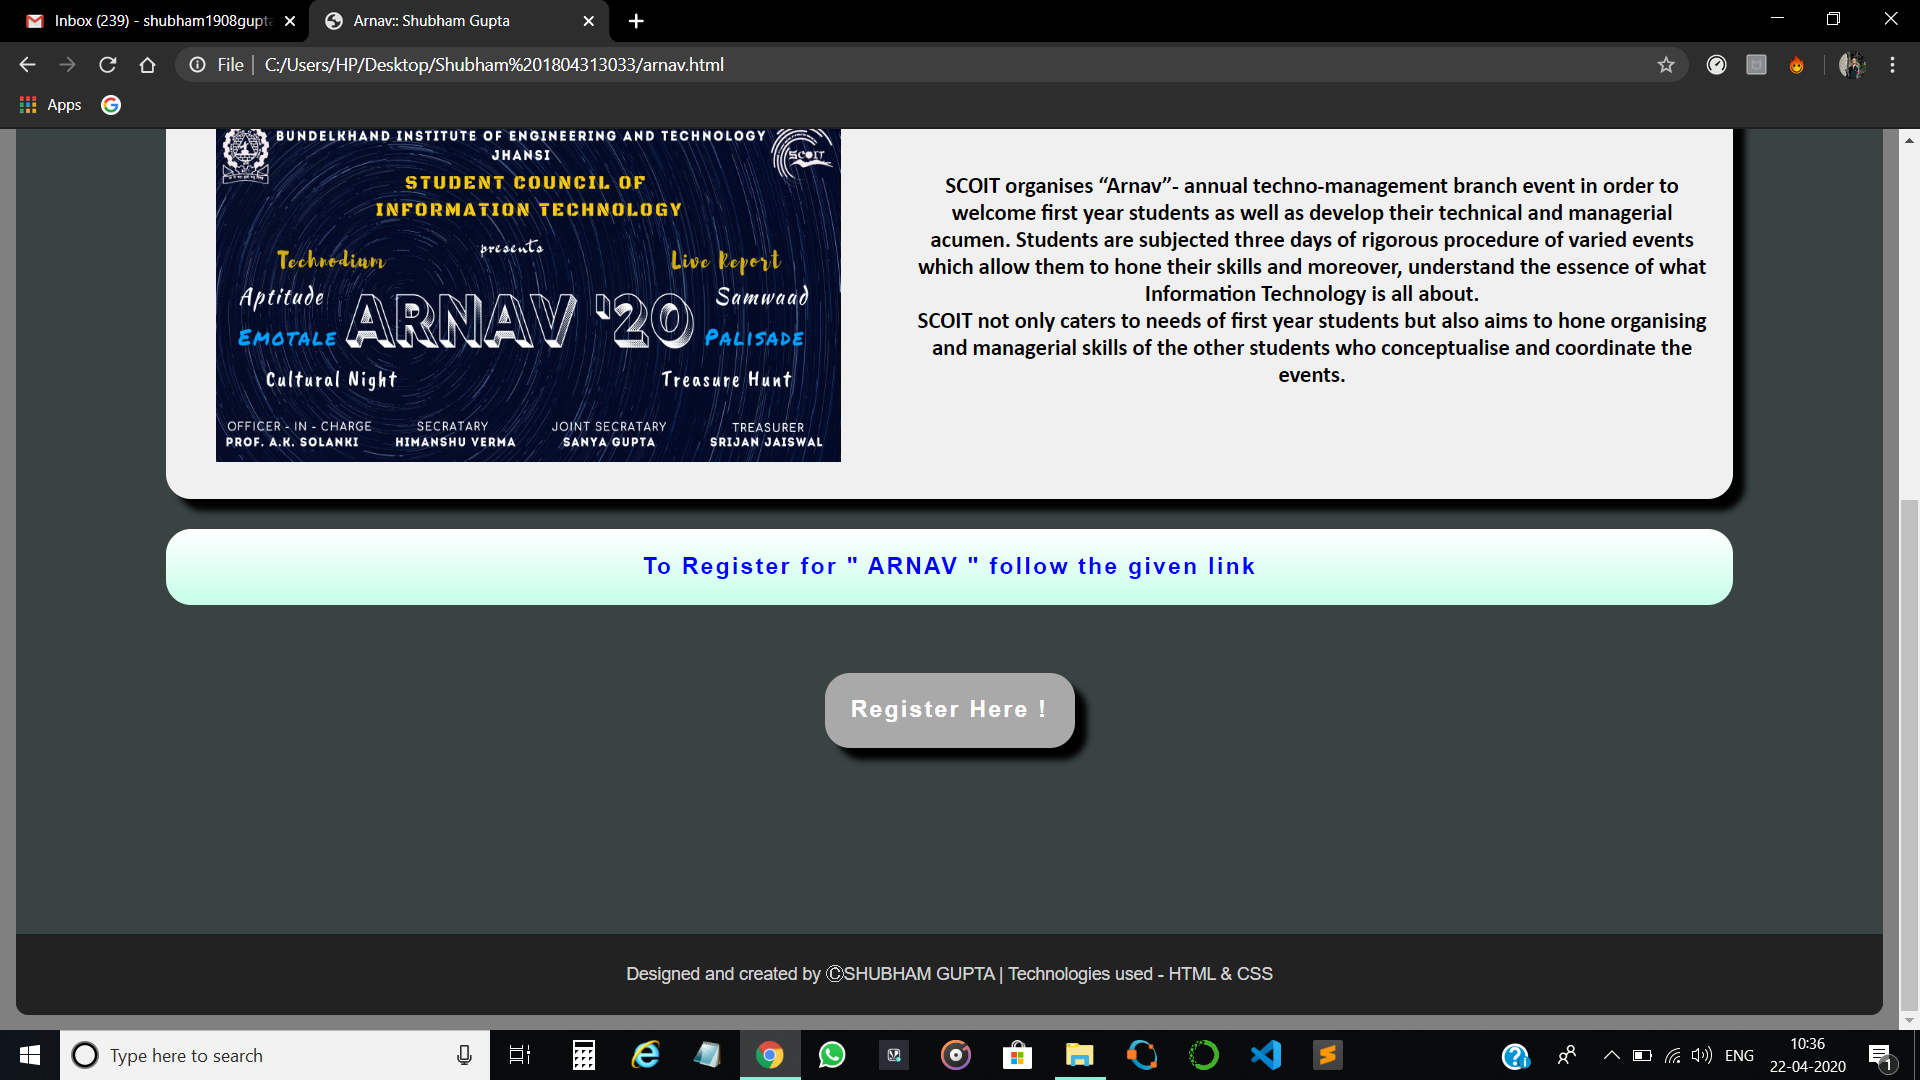 Inbox (239) - shubham1908gupta
Arnav:: Shubham Gupta
File
C:/Users/HP/Desktop/Shubham%201804313033/arnav.html
Apps
BUNDELKHAND INSTITUTE OF ENGINEERING AND TECHNOLOGY
JHANSI
SCOIT
STUDENT COUNCIL OF
INFORMATION TECHNOLOGY
presents
Technodium
Live Report
Aptitude
Samwaad
ARNAV '20
EMOTALE
PALISADE
Cultural Night
Treasure Hunt
OFFICER - IN - CHARGE
PROF. A.K. SOLANKI
SECRATARY
HIMANSHU VERMA
JOINT SECRATARY
SANYA GUPTA
TREASURER
SRIJAN JAISWAL
SCOIT organises “Arnav”- annual techno-management branch event in order to
welcome first year students as well as develop their technical and managerial
acumen. Students are subjected three days of rigorous procedure of varied events
which allow them to hone their skills and moreover, understand the essence of what
Information Technology is all about.
SCOIT not only caters to needs of first year students but also aims to hone organising
and managerial skills of the other students who conceptualise and coordinate the
events.
To Register for " ARNAV " follow the given link
Register Here !
Designed and created by ©SHUBHAM GUPTA | Technologies used - HTML & CSS
Type here to search
ENG
10:36
22-04-2020
1